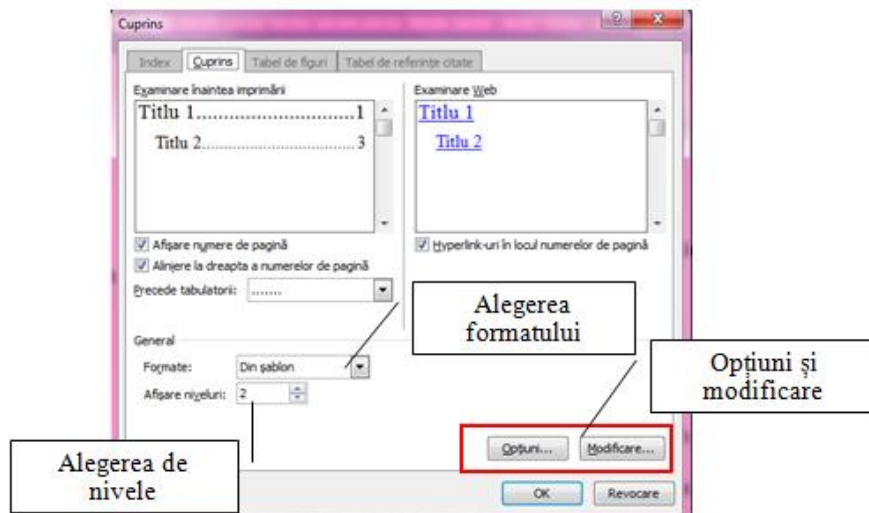 Cuprins
Index Cuprins Tabel de figuri Tabel de referințe citate
Examinare înaintea imprimării
Titlu 1..............................1
Titlu 2.....................................3
Examinare Web
Titlu 1
Titlu 2
Afișare numere de pagină
Aliniere la dreapta a numerelor de pagină
Hyperlink-uri în locul numerelor de pagină
Precede tabulatorii: .......
Alegerea
formatului
General
Formate: Din șablon
Afișare niveluri: 2
Opțiuni și
modificare
Opțiuni... Modificare...
Alegerea de
nivele
OK Revocare